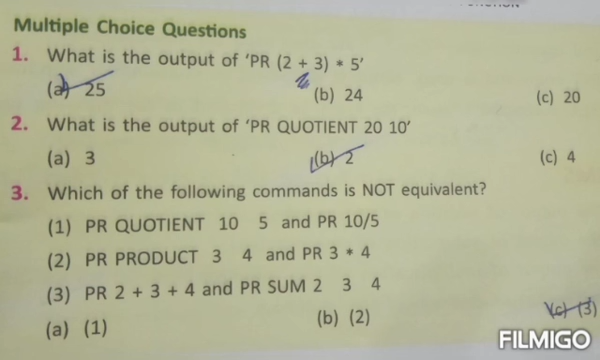 Multiple Choice Questions
1. What is the output of ‘PR (2 + 3) * 5’
(a) 25 (b) 24 (c) 20
2. What is the output of ‘PR QUOTIENT 20 10’
(a) 3 (b) 2 (c) 4
3. Which of the following commands is NOT equivalent?
(1) PR QUOTIENT 10 5 and PR 10/5
(2) PR PRODUCT 3 4 and PR 3 * 4
(3) PR 2 + 3 + 4 and PR SUM 2 3 4
(a) (1) (b) (2) (c) (3)
FILMIGO